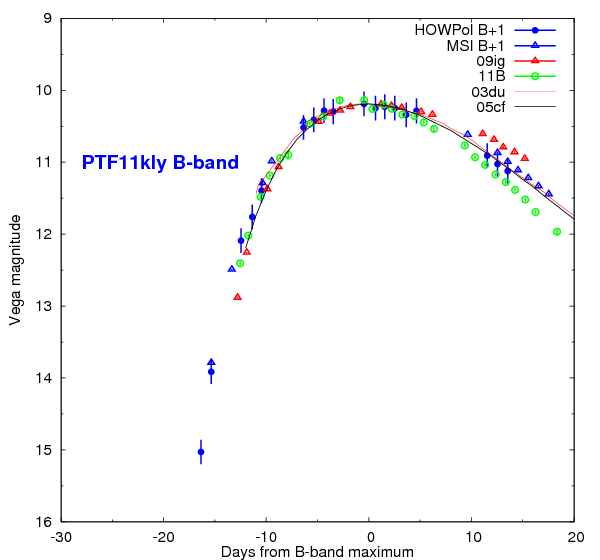 9
10
11
12
13
14
15
16
-30
-20
-10
0
10
20
Vega magnitude
Days from B-band maximum
PTF11kly B-band
HOWPol B+1
MSI B+1
09ig
11B
03du
05cf